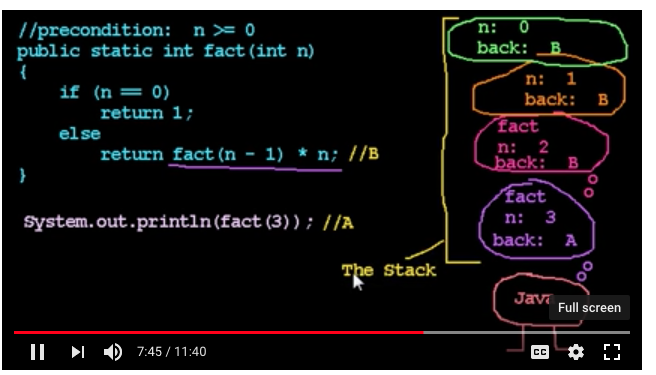 //precondition:  n >= 0
public static int fact(int n)
{
if (n == 0)
return 1;
else
return fact(n - 1) * n; //B
}
System.out.println(fact(3)); //A
The Stack
n: 0
back: B
n: 1
back: B
fact
n: 2
back: B
fact
n: 3
back: A
Java
Full screen
7:45 / 11:40
CC